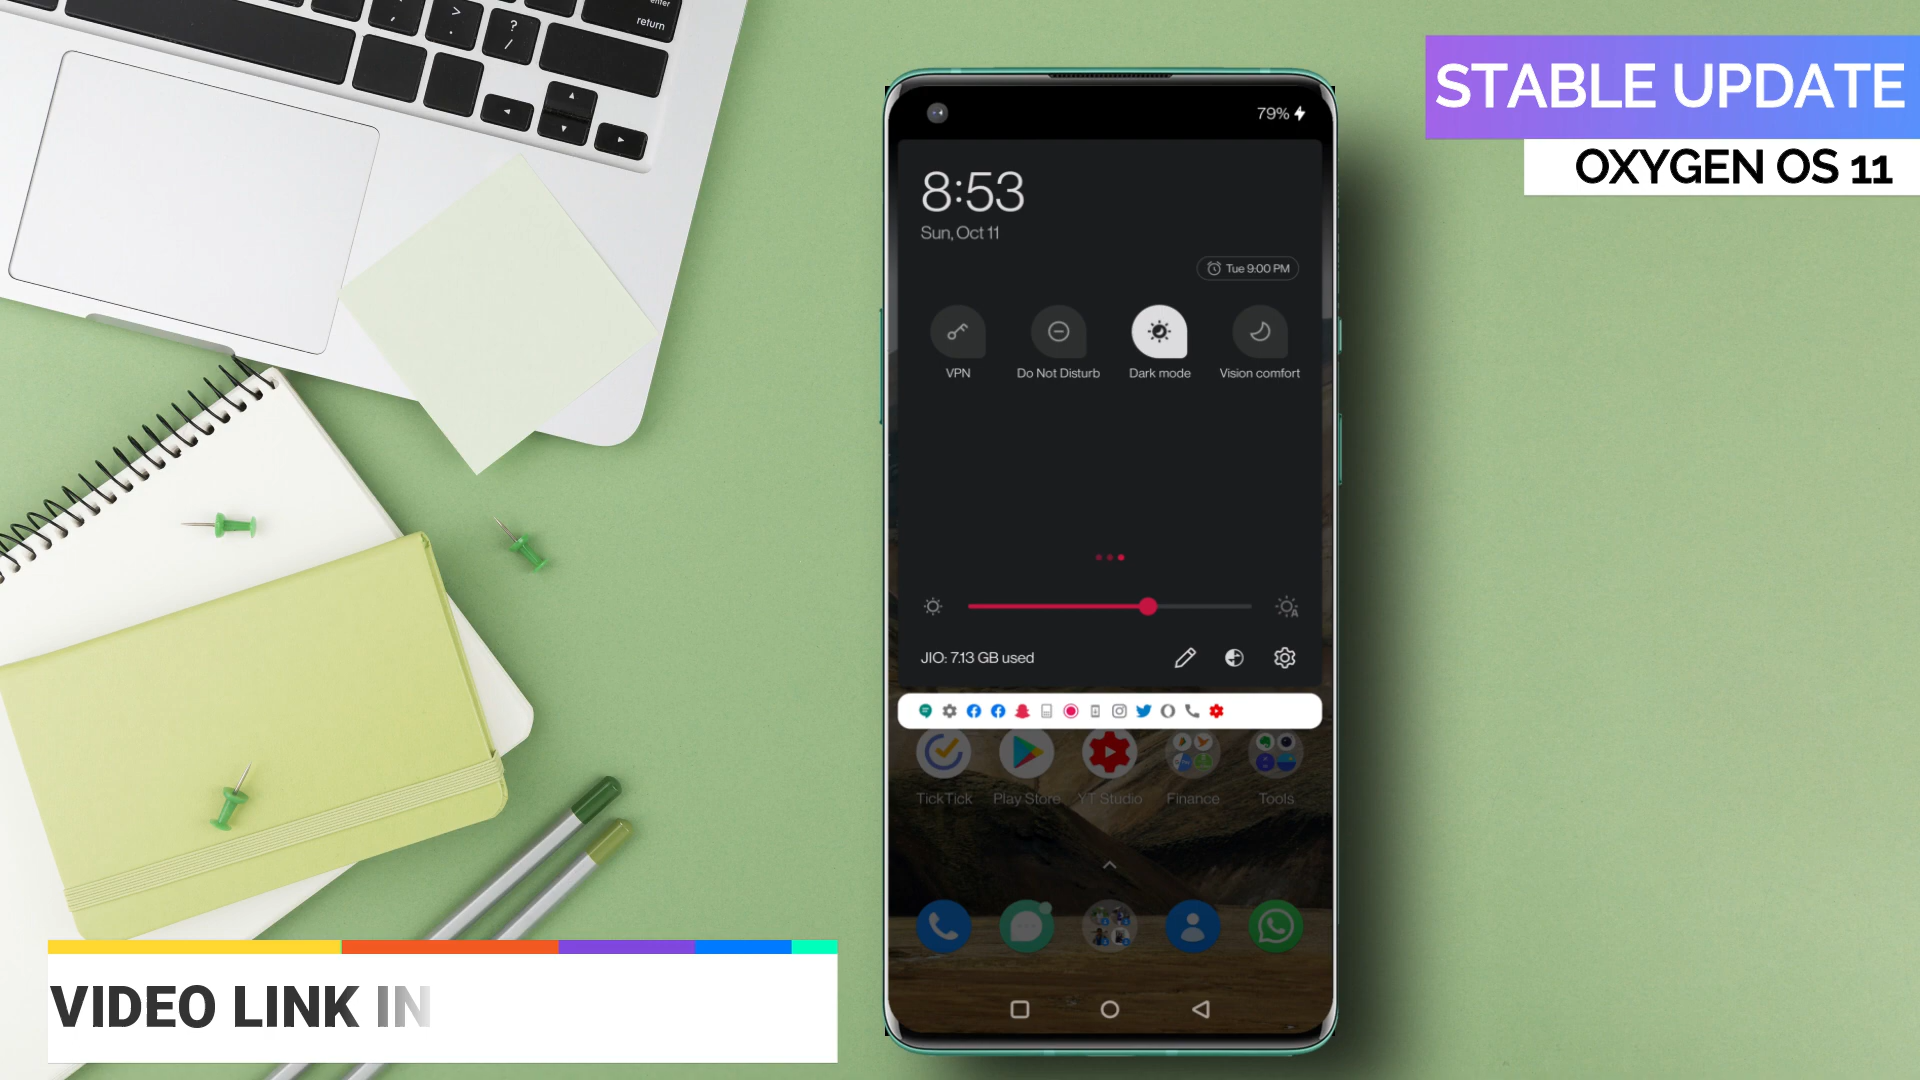 enter
return
?
/
>
.
,
STABLE UPDATE
OXYGEN OS 11
79%
8:53
Sun, Oct 11
Tue 9:00 PM
VPN
Do Not Disturb
Dark mode
Vision comfort
A
JIO: 7.13 GB used
TickTick
Play Store
YT Studio
Finance
Tools
VIDEO LINK IN